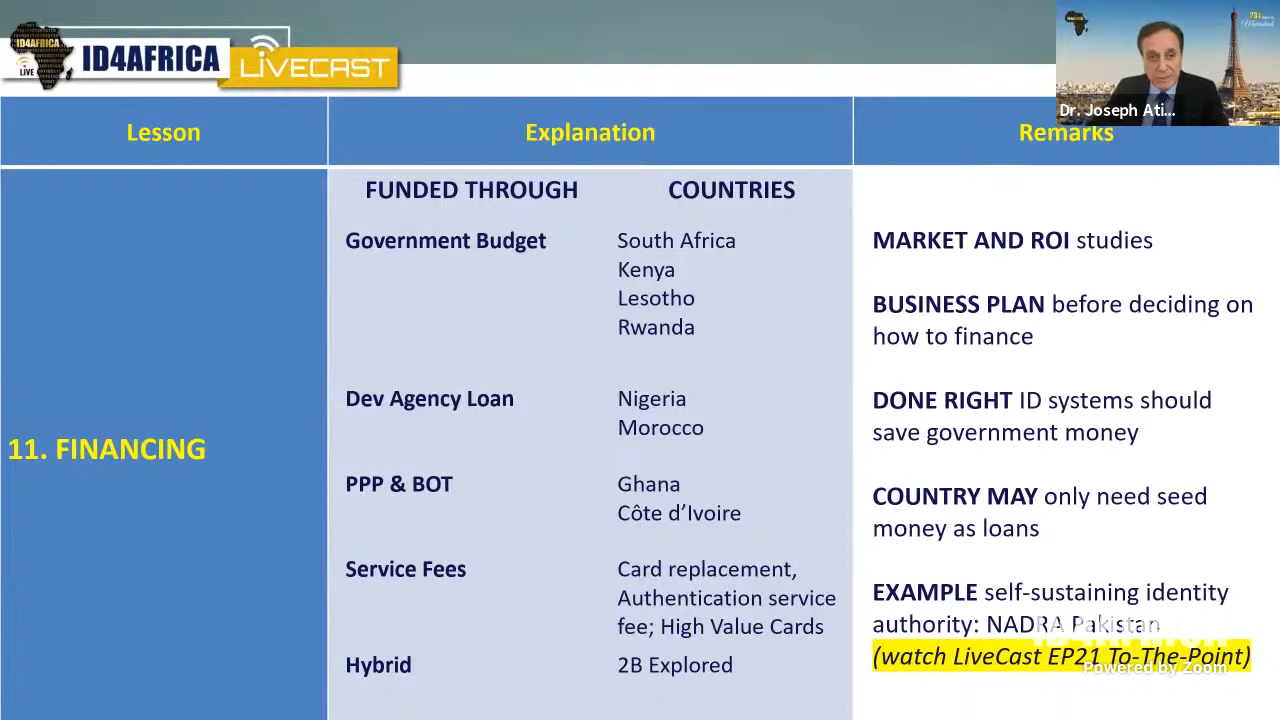 ID4AFRICA
LIVE
ID4AFRICA
LIVECAST
Dr. Joseph Ati...
Lesson
Explanation
Remarks
11. FINANCING
FUNDED THROUGH COUNTRIES
Government Budget South Africa
Kenya
Lesotho
Rwanda
Dev Agency Loan Nigeria
Morocco
PPP & BOT Ghana
Côte d’Ivoire
Service Fees Card replacement,
Authentication service
fee; High Value Cards
Hybrid 2B Explored
MARKET AND ROI studies
BUSINESS PLAN before deciding on
how to finance
DONE RIGHT ID systems should
save government money
COUNTRY MAY only need seed
money as loans
EXAMPLE self-sustaining identity
authority: NADRA Pakistan
(watch LiveCast EP21 To-The-Point)
ID4AFRICA
Powered by Zoom